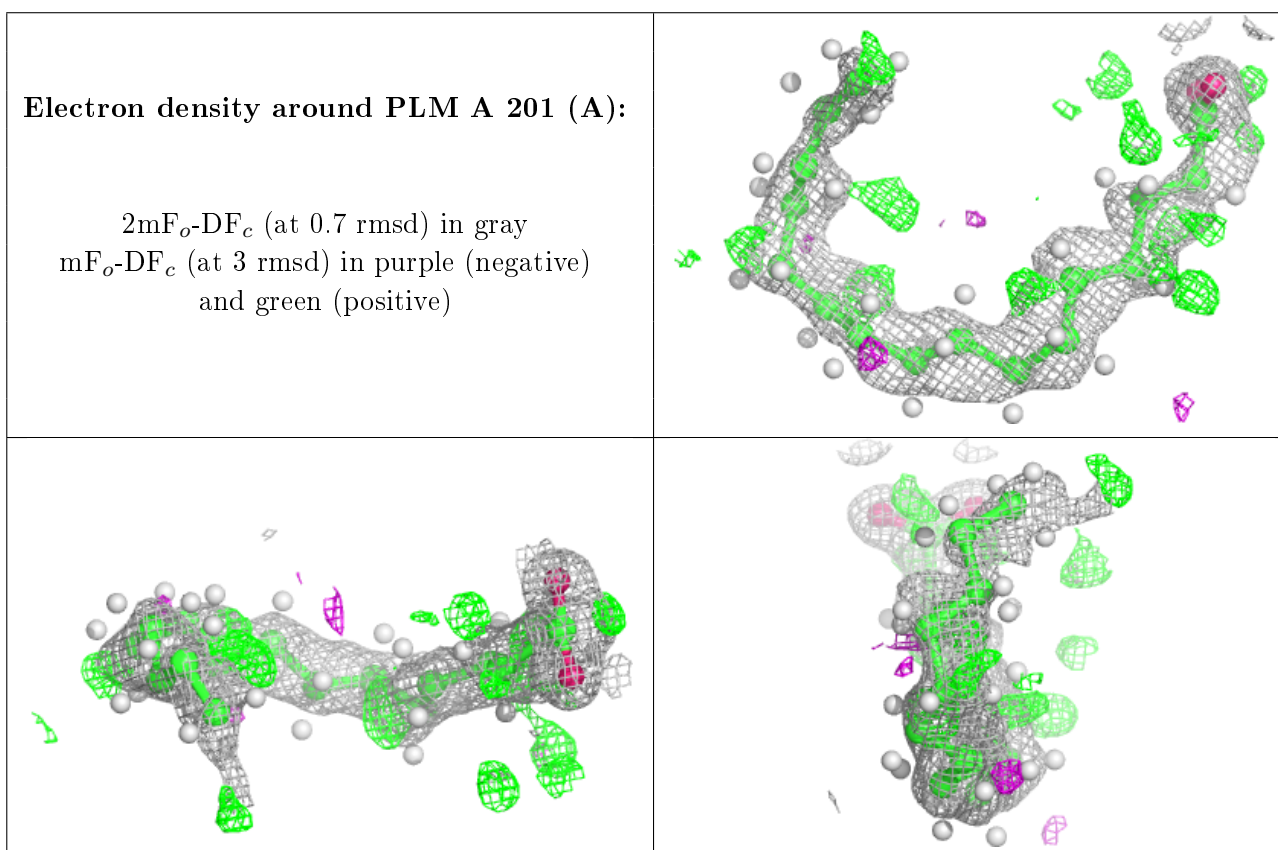 Electron density around PLM A 201 (A):
2mFo-DFc (at 0.7 rmsd) in gray
mFo-DFc (at 3 rmsd) in purple (negative)
and green (positive)